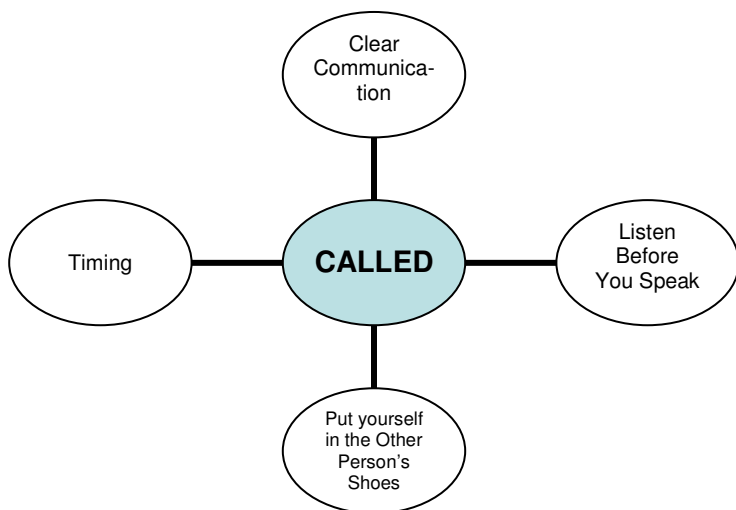 Clear
Communica-
tion
Timing
CALLED
Listen
Before
You Speak
Put yourself
in the Other
Person's
Shoes